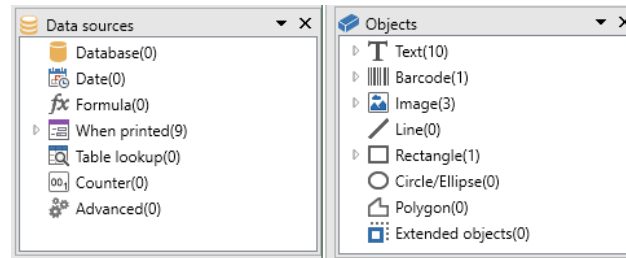 Data sources
Database(0)
Date(0)
Formula(0)
When printed(9)
Table lookup(0)
Counter(0)
Advanced(0)
Objects
Text(10)
Barcode(1)
Image(3)
Line(0)
Rectangle(1)
Circle/Ellipse(0)
Polygon(0)
Extended objects(0)